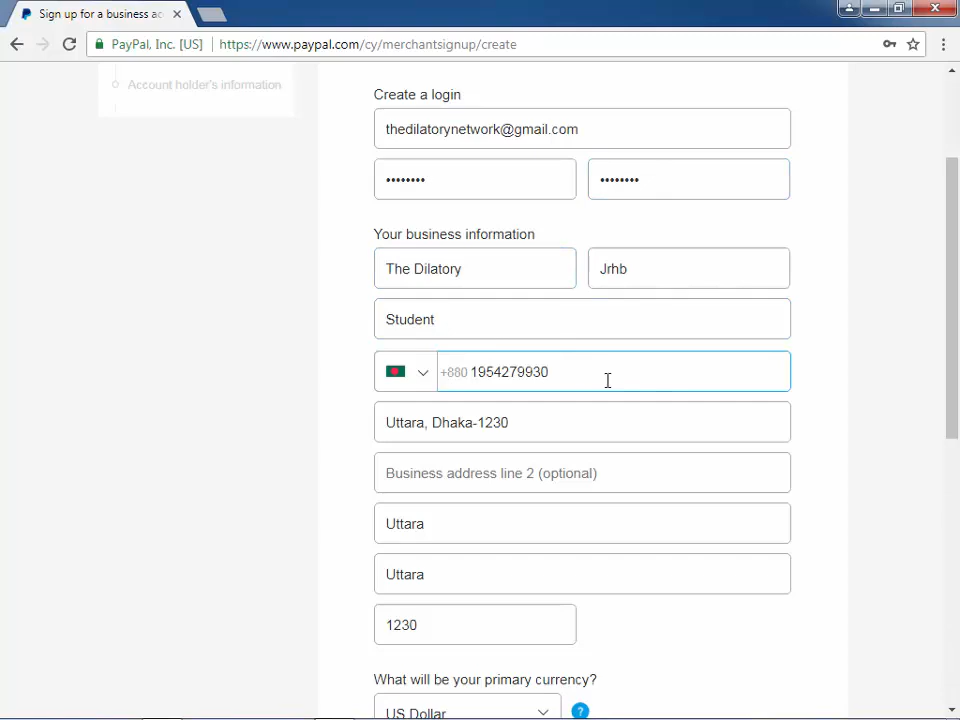 Sign up for a business ac
PayPal, Inc. [US]
https://www.paypal.com/cy/merchantsignup/create
Account holder's information
Create a login
thedilatorynetwork@gmail.com
•••••••• ••••••••
Your business information
The Dilatory Jrhb
Student
+880 1954279930
Uttara, Dhaka-1230
Business address line 2 (optional)
Uttara
Uttara
1230
What will be your primary currency?
US Dollar ?